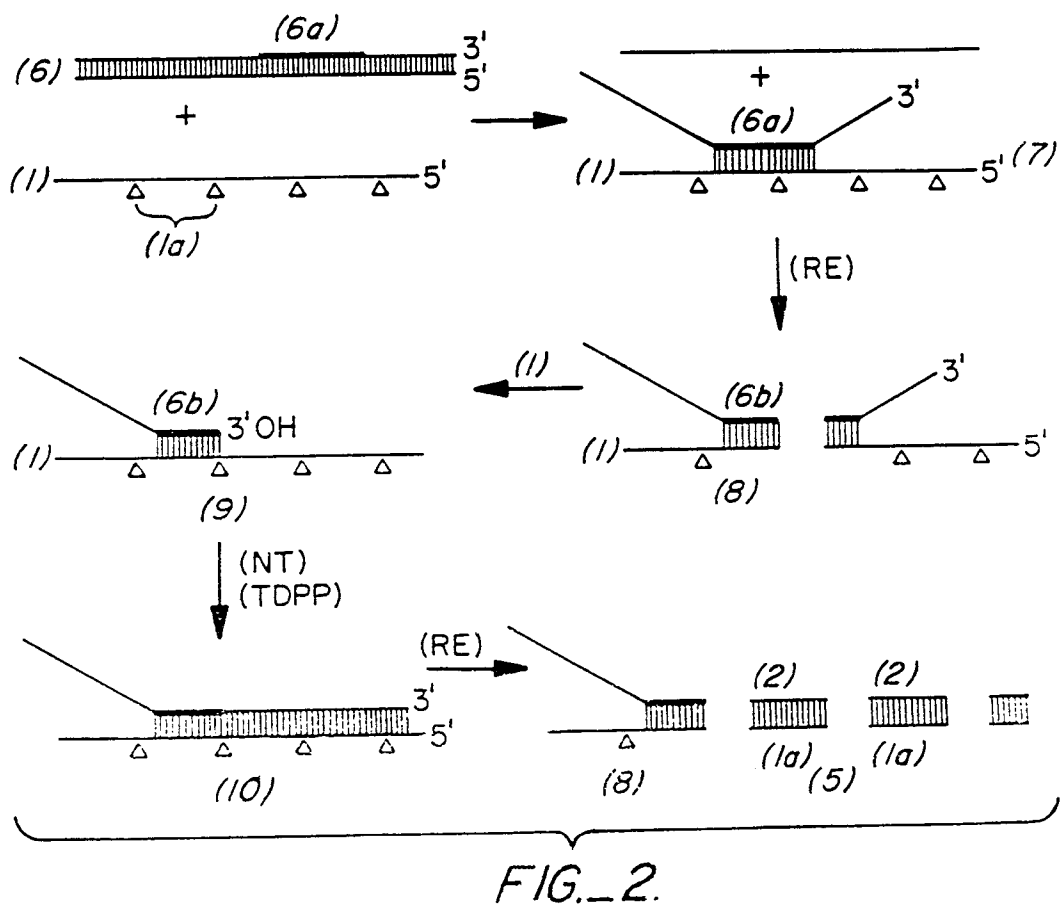 (6a)
(6)
3'
5'
+
(1)
5'
(1a)
+
3'
(6a)
(1)
5'
(7)
(RE)
(1)
(6b)
3'OH
(1)
(9)
(6b)
3'
(1)
5'
(8)
(NT)
(TDPP)
(RE)
3'
5'
(10)
(2)
(2)
(1a)
(5)
(1a)
(8)
FIG._2.